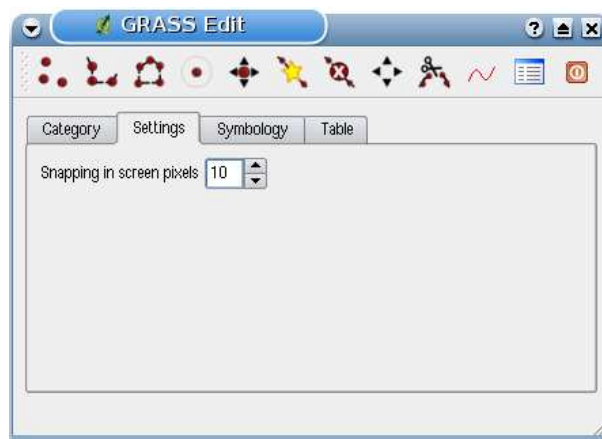 GRASS Edit
Category Settings Symbology Table
Snapping in screen pixels 10